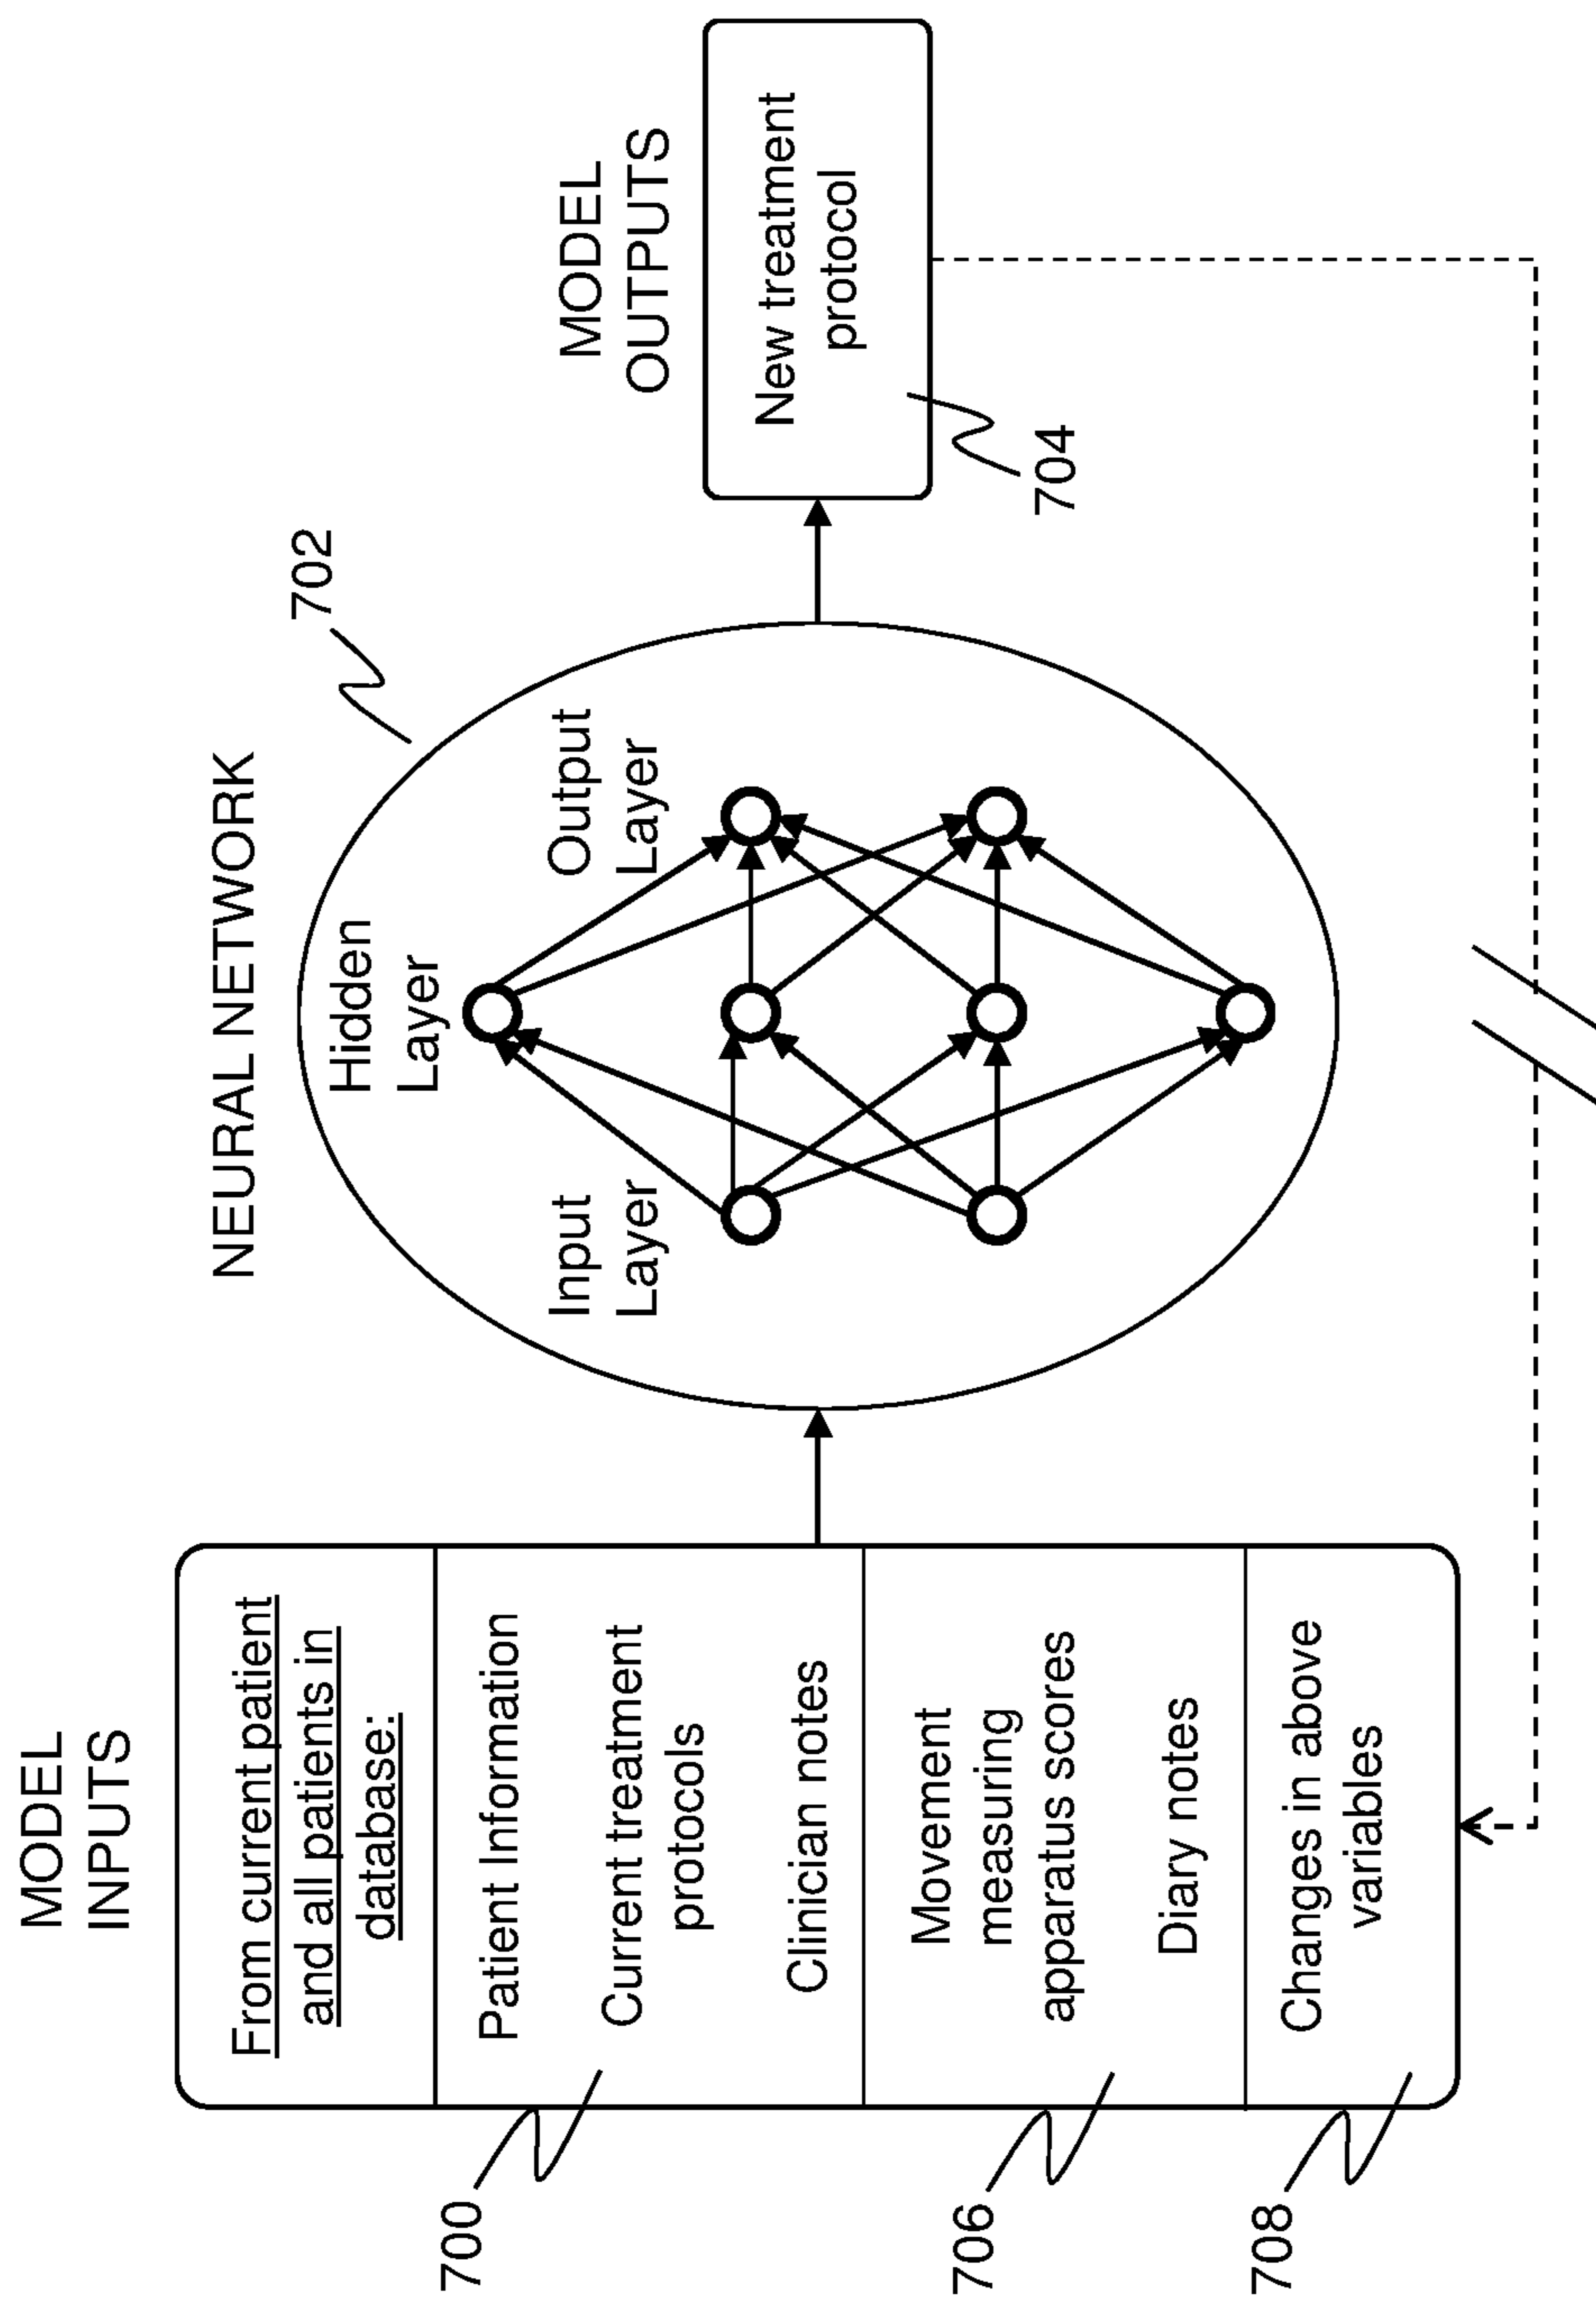 MODEL
INPUTS
From current patient
and all patients in
database:
Patient Information
Current treatment
protocols
Clinician notes
Movement
measuring
apparatus scores
Diary notes
Changes in above
variables
700
706
708
NEURAL NETWORK
702
Input
Layer
Hidden
Layer
Output
Layer
MODEL
OUTPUTS
New treatment
protocol
704